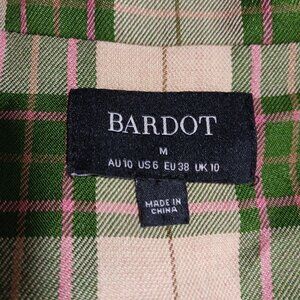 BARDOT
M
AU 10 US 6 EU 38 UK 10
MADE IN
CHINA